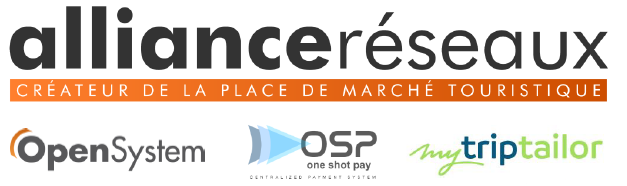 allianceréseaux
CRÉATEUR DE LA PLACE DE MARCHÉ TOURISTIQUE
OpenSystem
OSP
one shot pay
CENTRALIZED PAYMENT SYSTEM
mytriptailor